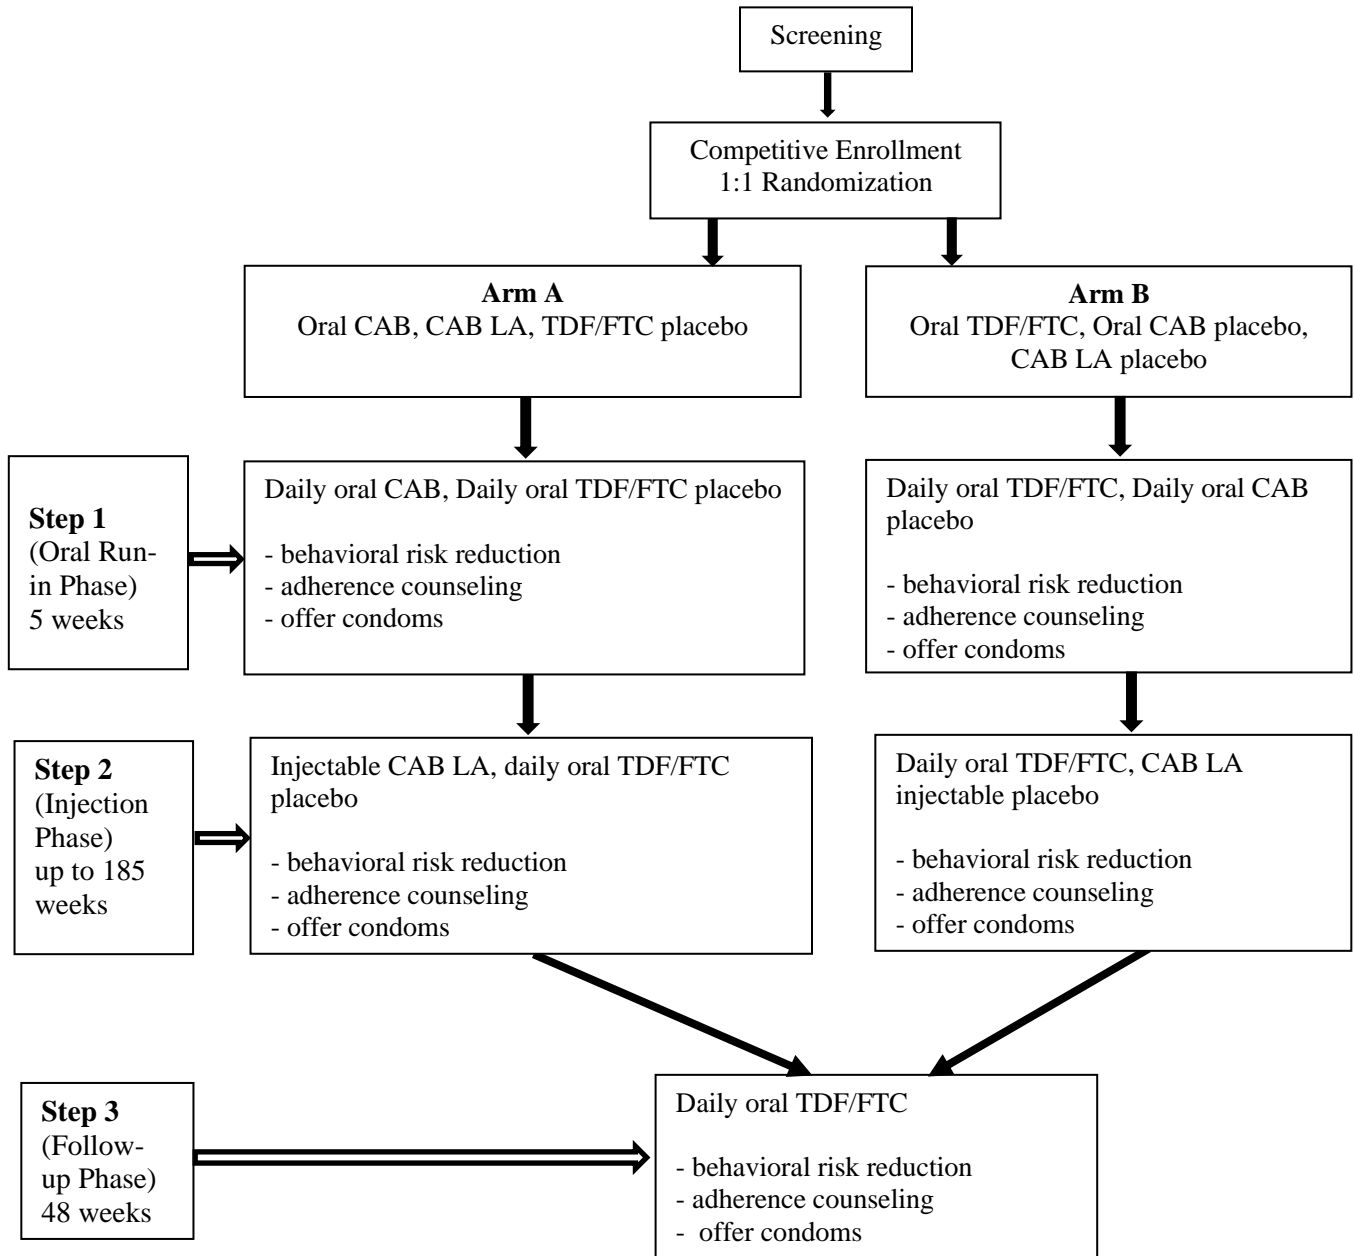 Screening
Competitive Enrollment
1:1 Randomization
Arm A
Oral CAB, CAB LA, TDF/FTC placebo
Arm B
Oral TDF/FTC, Oral CAB placebo,
CAB LA placebo
Step 1
(Oral Run-
in Phase)
5 weeks
Daily oral CAB, Daily oral TDF/FTC placebo
- behavioral risk reduction
- adherence counseling
- offer condoms
Daily oral TDF/FTC, Daily oral CAB
placebo
- behavioral risk reduction
- adherence counseling
- offer condoms
Step 2
(Injection
Phase)
up to 185
weeks
Injectable CAB LA, daily oral TDF/FTC
placebo
- behavioral risk reduction
- adherence counseling
- offer condoms
Daily oral TDF/FTC, CAB LA
injectable placebo
- behavioral risk reduction
- adherence counseling
- offer condoms
Step 3
(Follow-
up Phase)
48 weeks
Daily oral TDF/FTC
- behavioral risk reduction
- adherence counseling
-  offer condoms